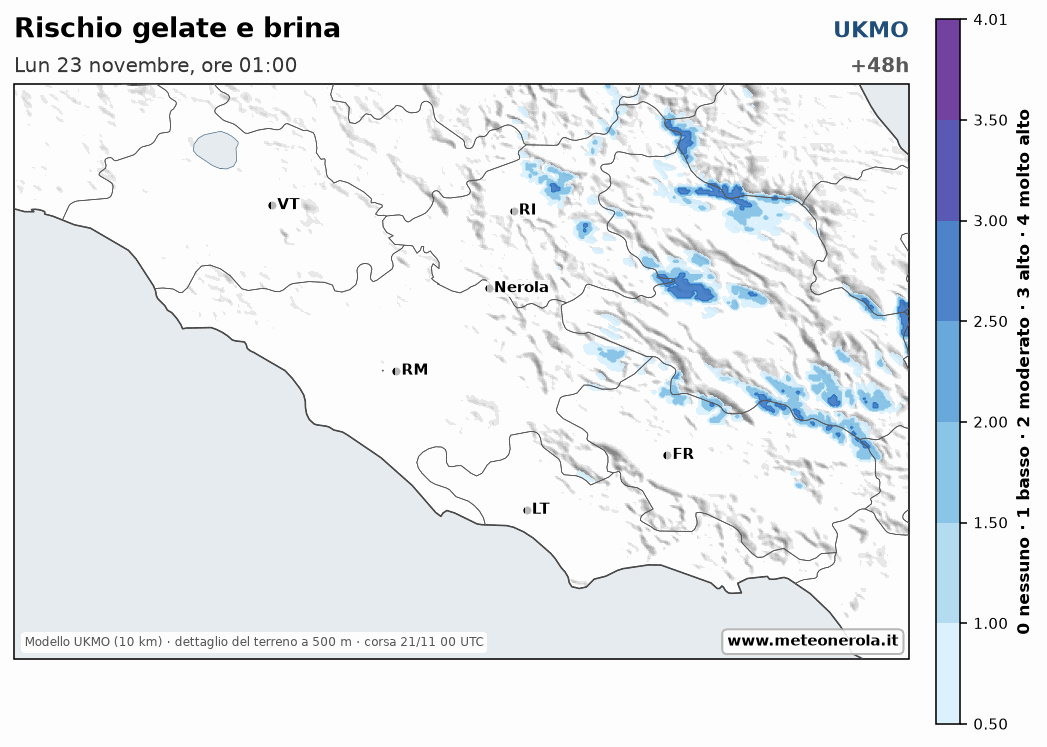 Rischio gelate e brina
UKMO
Lun 23 novembre, ore 01:00
+48h
VT
RI
Nerola
RM
FR
LT
Modello UKMO (10 km) · dettaglio del terreno a 500 m · corsa 21/11 00 UTC
www.meteonerola.it
4.01
3.50
3.00
2.50
2.00
1.50
1.00
0.50
0 nessuno · 1 basso · 2 moderato · 3 alto · 4 molto alto